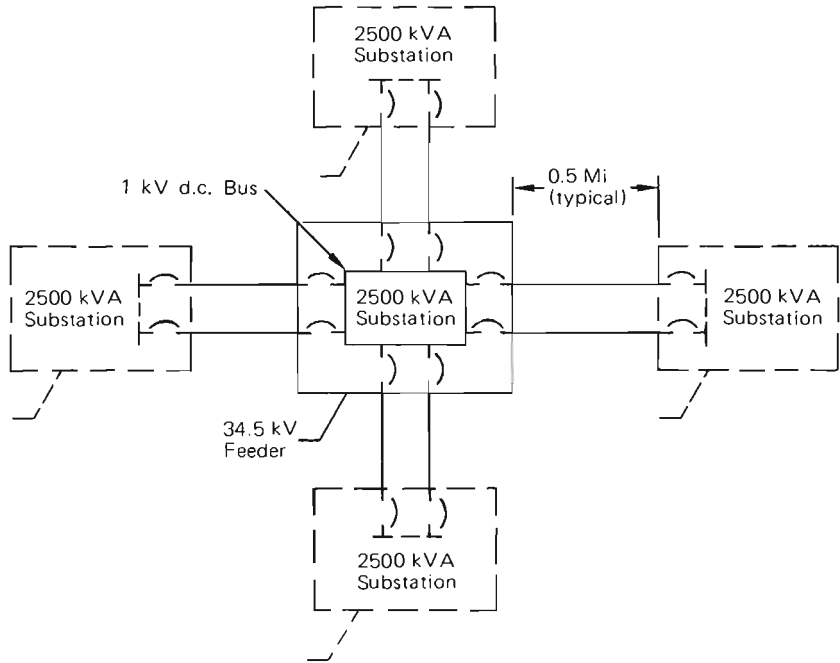 2500 kVA
Substation
0.5 Mi
(typical)
1 kV d.c. Bus
2500 kVA
Substation
2500 kVA
Substation
2500 kVA
Substation
34.5 kV
Feeder
2500 kVA
Substation